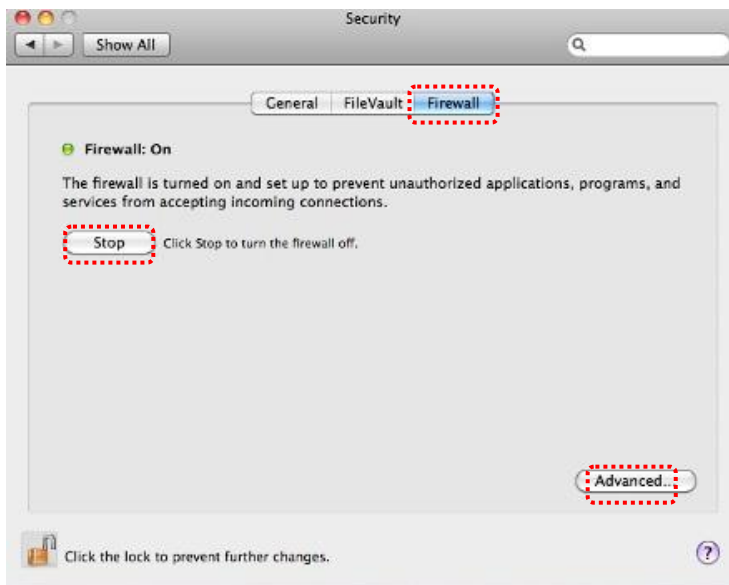 Security
Show All
General FileVault Firewall
Firewall: On
The firewall is turned on and set up to prevent unauthorized applications, programs, and
services from accepting incoming connections.
Stop Click Stop to turn the firewall off.
Advanced...
Click the lock to prevent further changes.
?